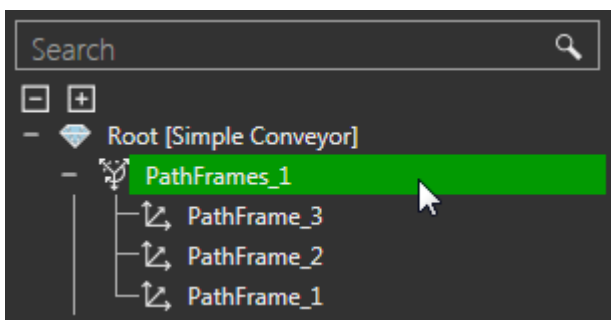 Search
Root [Simple Conveyor]
PathFrames_1
PathFrame_3
PathFrame_2
PathFrame_1